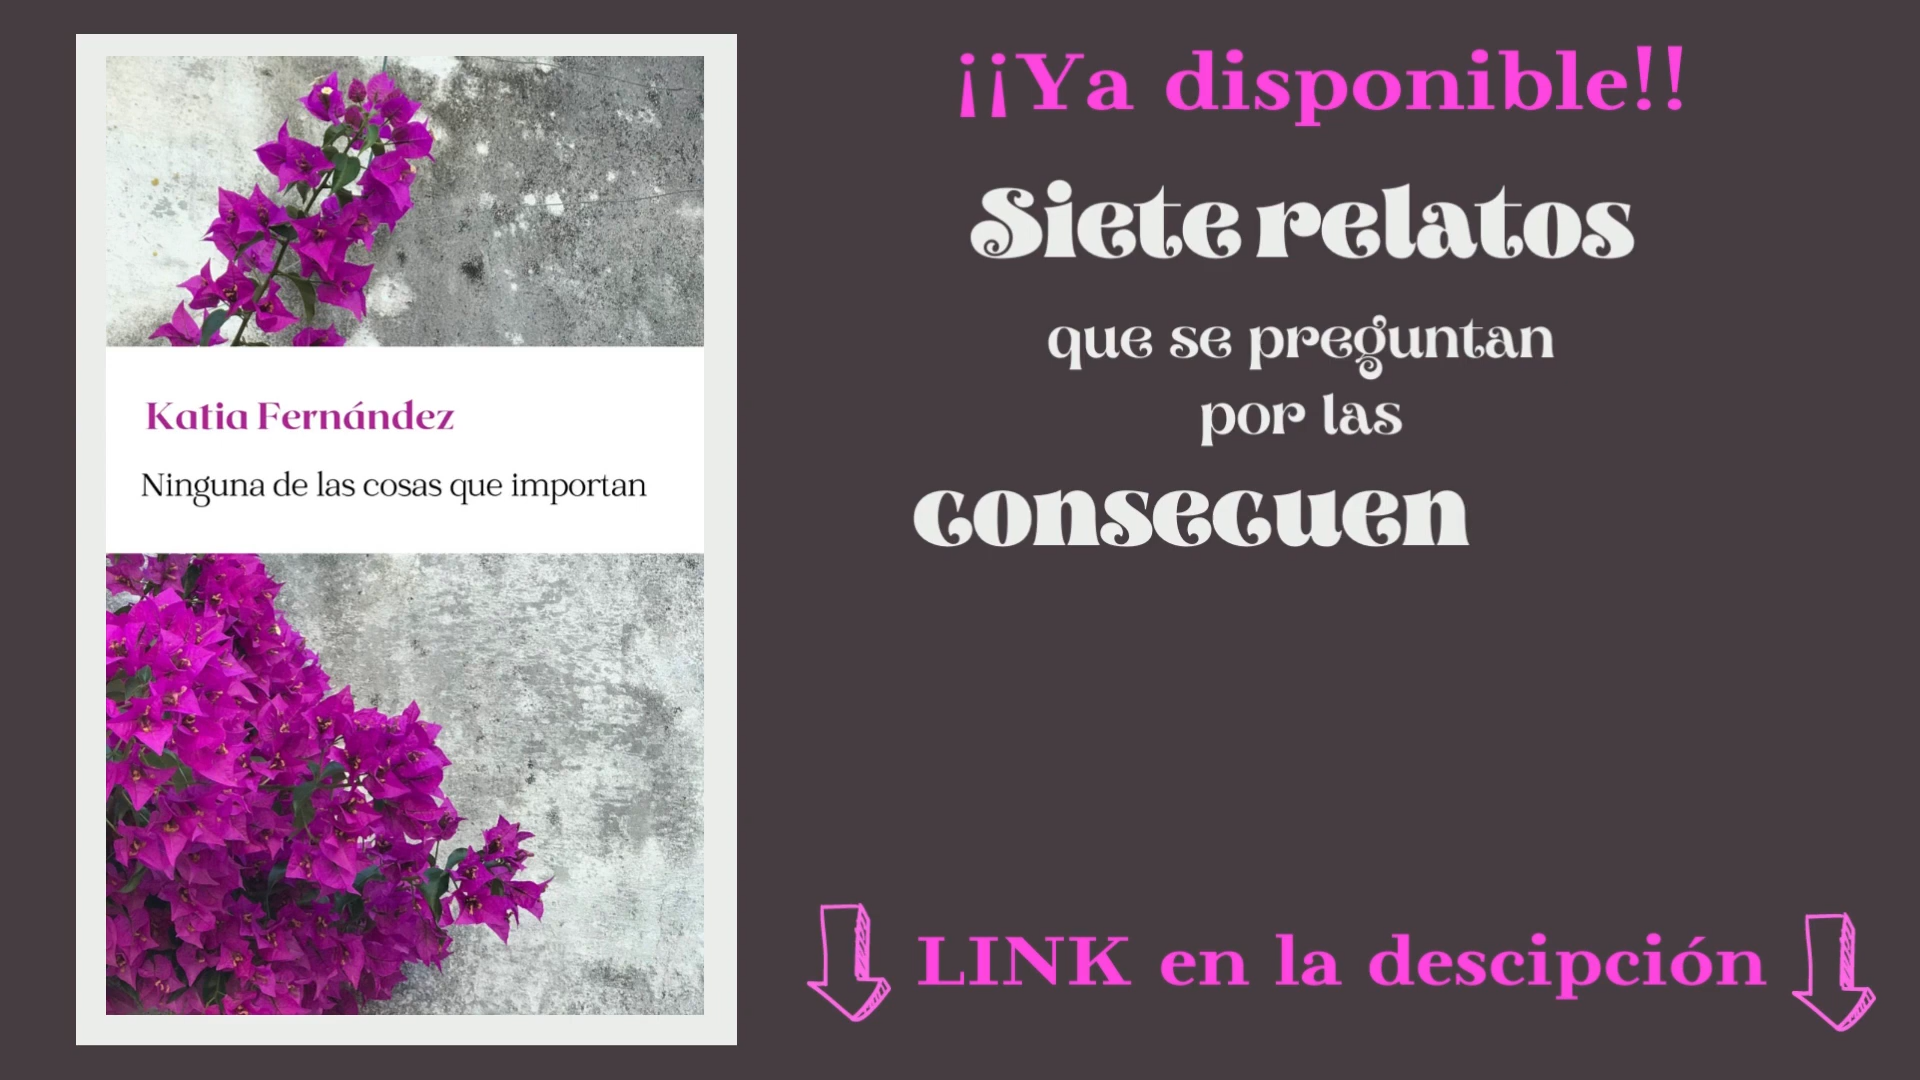 Katia Fernández
Ninguna de las cosas que importan
¡¡Ya disponible!!
Siete relatos
que se preguntan
por las
consecuen
LINK en la descipción